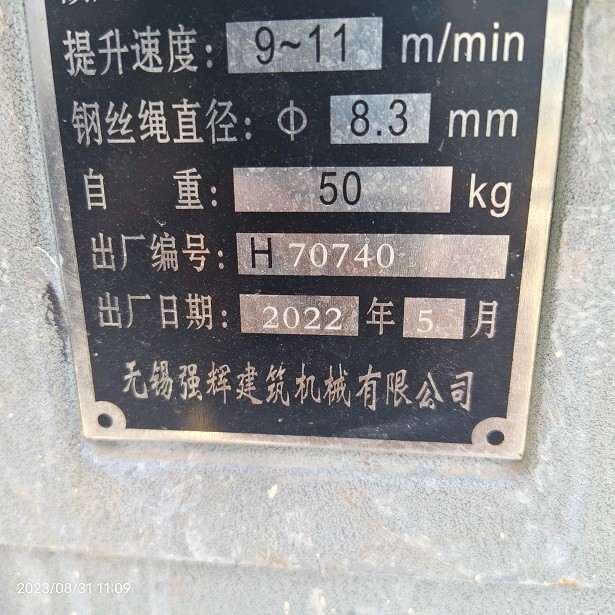 提升速度: 9~11 m/min
钢丝绳直径: Φ 8.3 mm
自 重: 50 kg
出厂编号: H 70740
出厂日期: 2022 年 5 月
无锡强辉建筑机械有限公司
2023/08/31 11:09